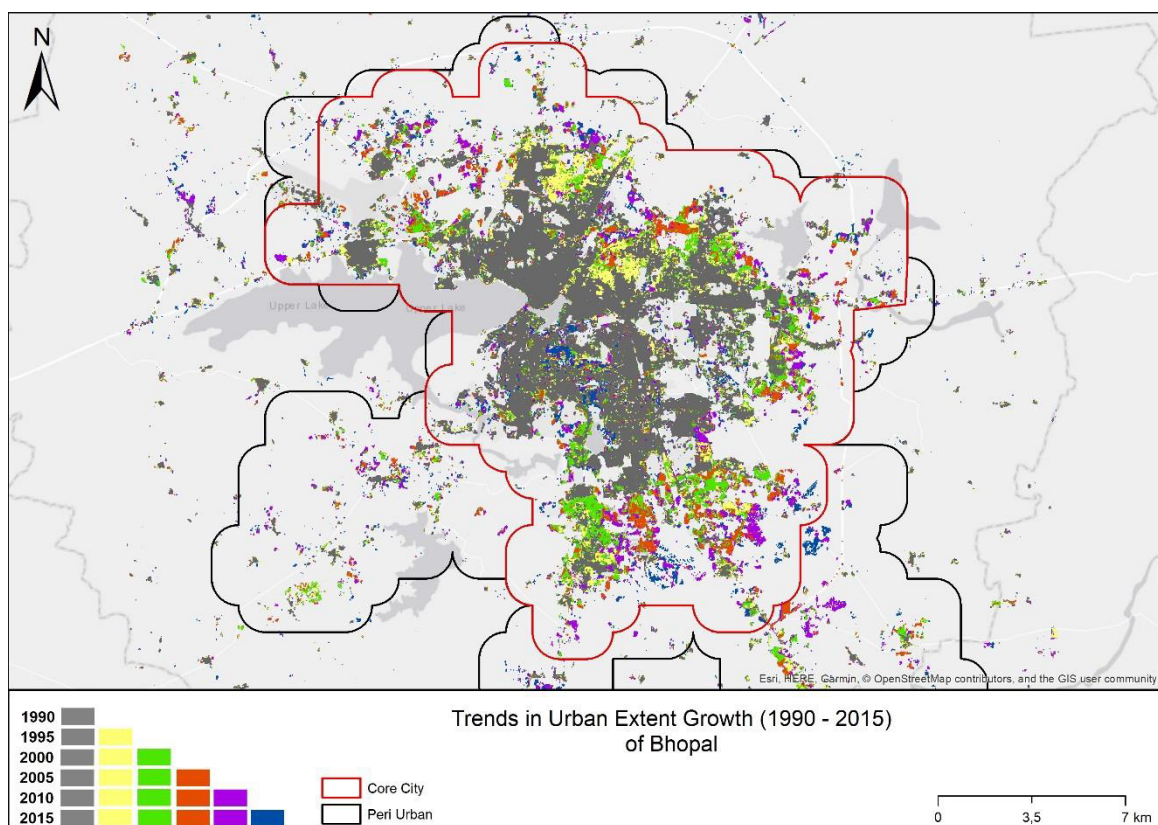 N
Upper Lake
Upper Lake
Esri, HERE, Garmin, © OpenStreetMap contributors, and the GIS user community
Trends in Urban Extent Growth (1990 - 2015)
of Bhopal
1990
1995
2000
2005
2010
2015
Core City
Peri Urban
0 3,5 7 km